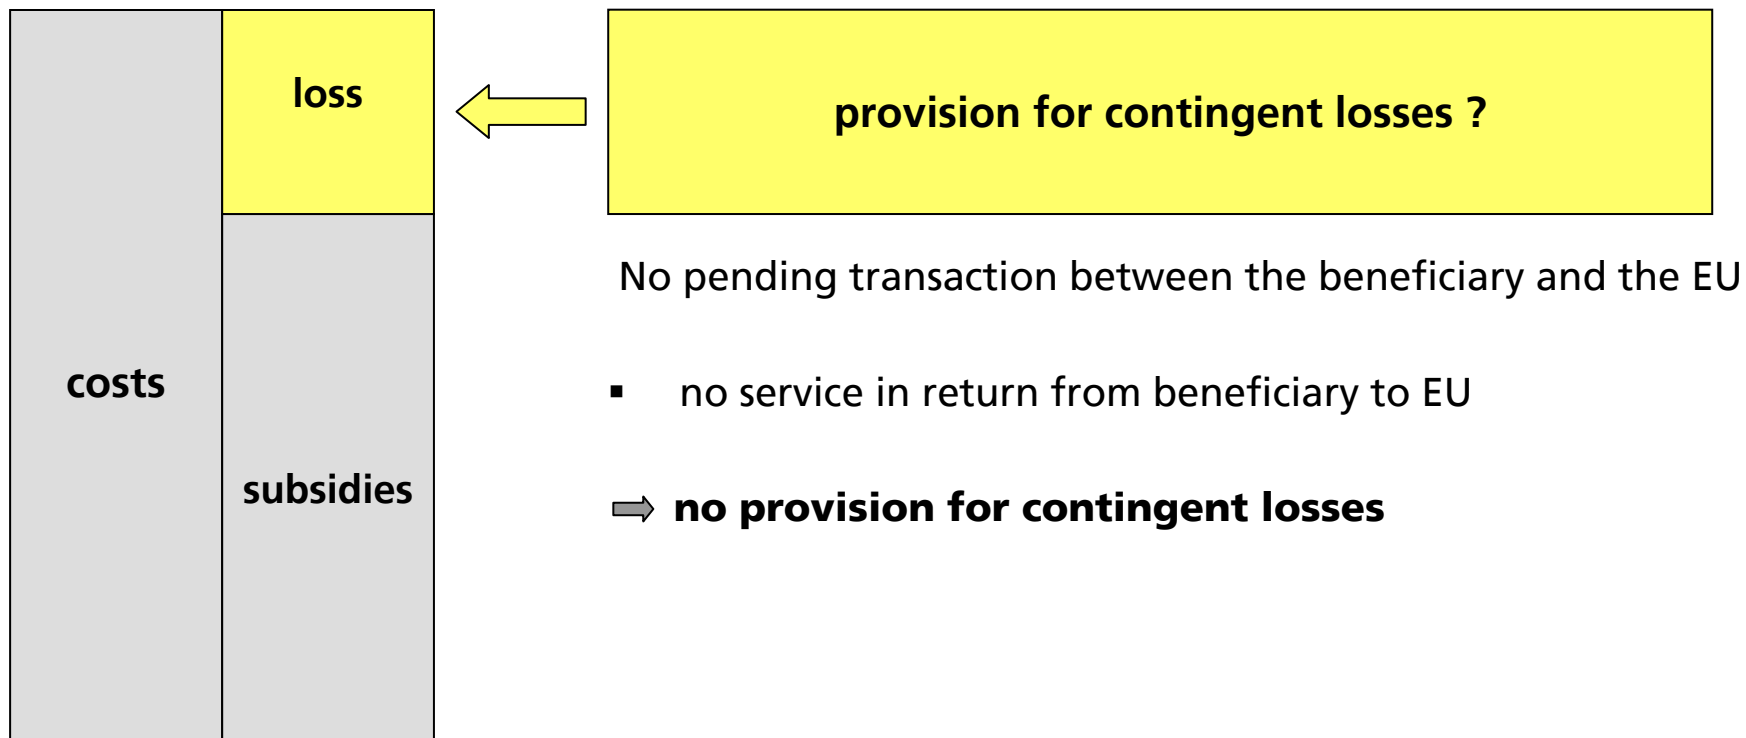 loss
provision for contingent losses ?
No pending transaction between the beneficiary and the EU
costs
▪ no service in return from beneficiary to EU
subsidies
no provision for contingent losses